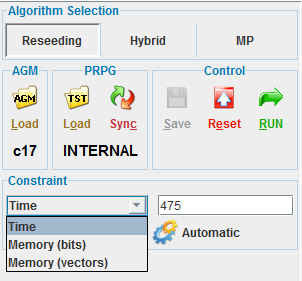 Algorithm Selection
Reseeding Hybrid MP
AGM PRPG Control
AGM TST
Load Load Sync Save Reset RUN
c17 INTERNAL
Constraint
Time 475
Time
Memory (bits) Automatic
Memory (vectors)